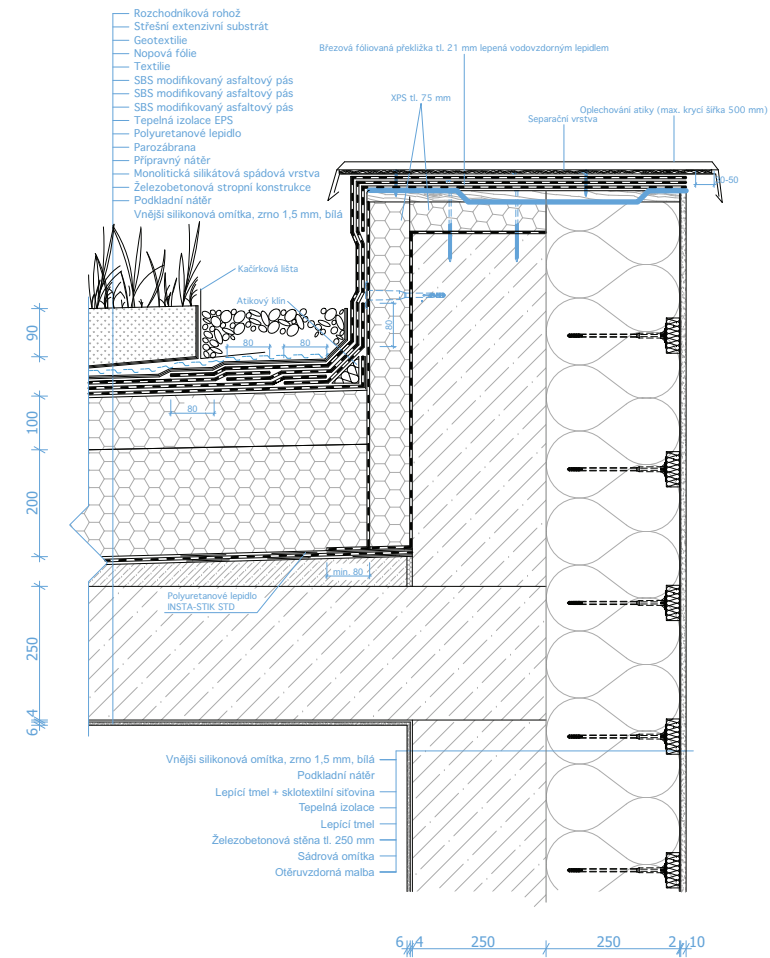 Rozchodníková rohož
Střešní extenzivní substrát
Geotextilie
Nopová fólie
Textilie
SBS modifikovaný asfaltový pás
SBS modifikovaný asfaltový pás
SBS modifikovaný asfaltový pás
Tepelná izolace EPS
Polyuretanové lepidlo
Parozábrana
Přípravný nátěr
Monolitická silikátová spádová vrstva
Železobetonová stropní konstrukce
Podkladní nátěr
Vnější silikonová omítka, zmo 1,5 mm, bílá
Březová fóliovaná překližka tl. 21 mm lepená vodovzdorným lepidlem
XPS tl. 75 mm
Oplechování atiky (max. krycí šířka 500 mm)
Separační vrstva
Kačírková lišta
Atikový klín
80
80
80
80
min. 80
Polyuretanové lepidlo
INSTA-STIK STD
90
100
200
250
4
6
Vnějši silikonová omítka, zrno 1,5 mm, bílá
Podkladní nátěr
Lepící tmel + sklotextilní síťovina
Tepelná izolace
Lepící tmel
Železobetonová stěna tl. 250 mm
Sádrová omítka
Otěruvzdorná malba
6 4 250 250 2 10